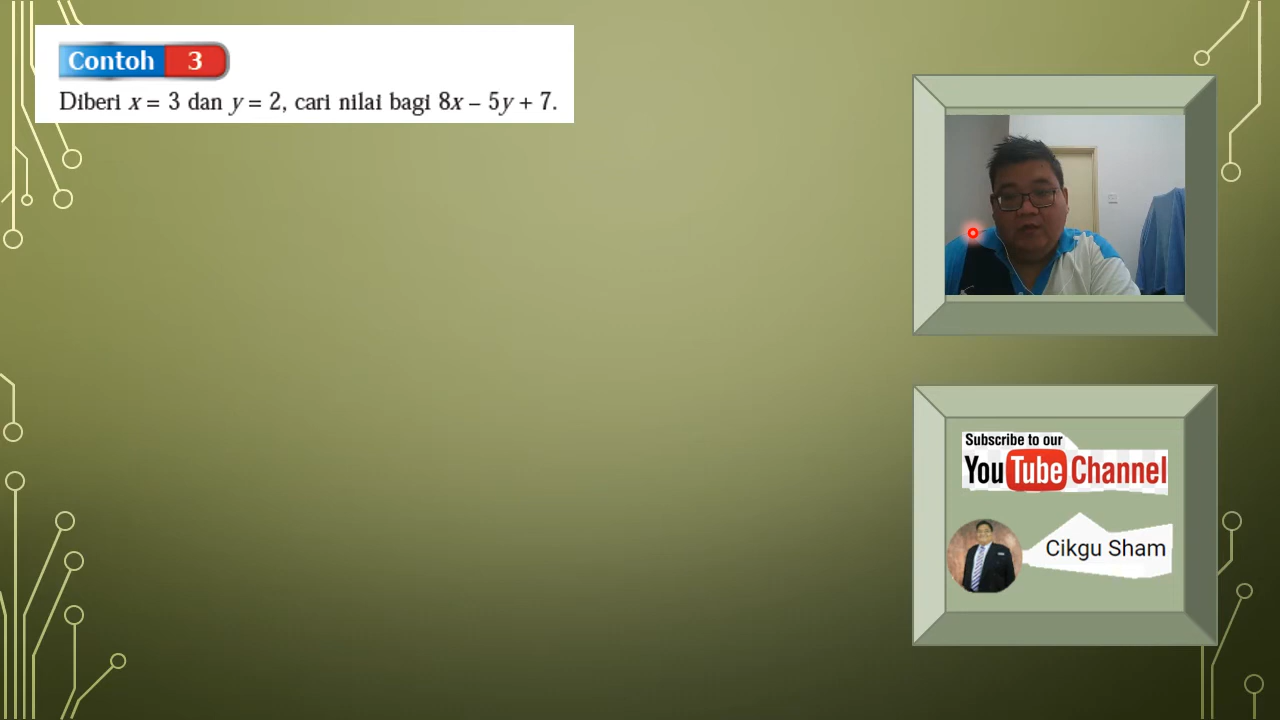 Contoh 3
Diberi x = 3 dan y = 2, cari nilai bagi 8x – 5y + 7.
Subscribe to our
YouTube Channel
Cikgu Sham